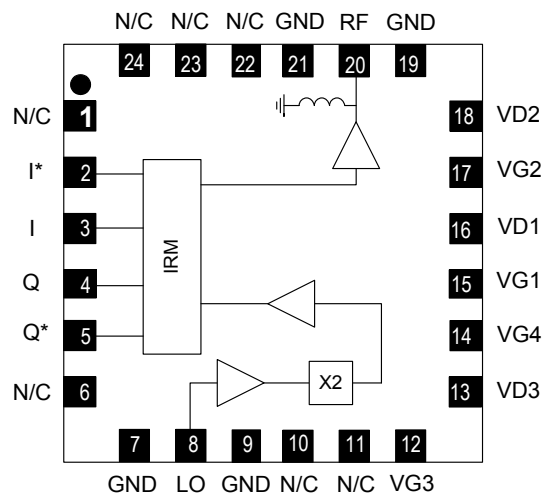 N/C N/C N/C GND RF GND
24 23 22 21 20 19
N/C 1 18 VD2
I* 2 17 VG2
I 3 16 VD1
IRM
Q 4 15 VG1
Q* 5 14 VG4
X2
N/C 6 13 VD3
7 8 9 10 11 12
GND LO GND N/C N/C VG3